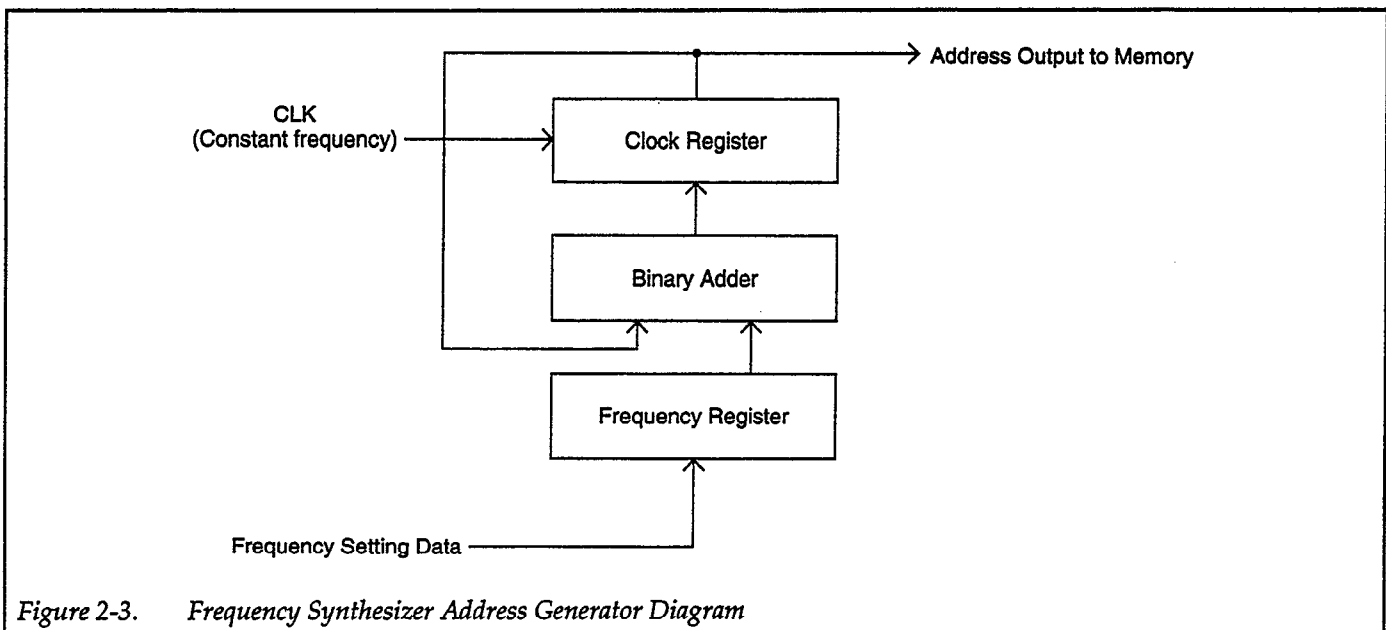 Address Output to Memory
CLK
(Constant frequency)
Clock Register
Binary Adder
Frequency Register
Frequency Setting Data
Figure 2-3. Frequency Synthesizer Address Generator Diagram